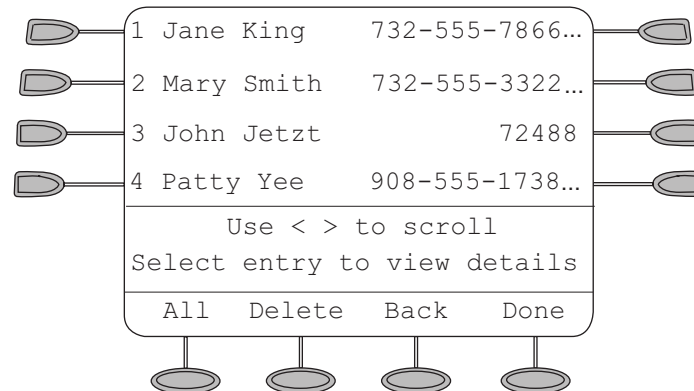 1 Jane King 732-555-7866...
2 Mary Smith 732-555-3322...
3 John Jetzt 72488
4 Patty Yee 908-555-1738...
Use < > to scroll
Select entry to view details
All Delete Back Done